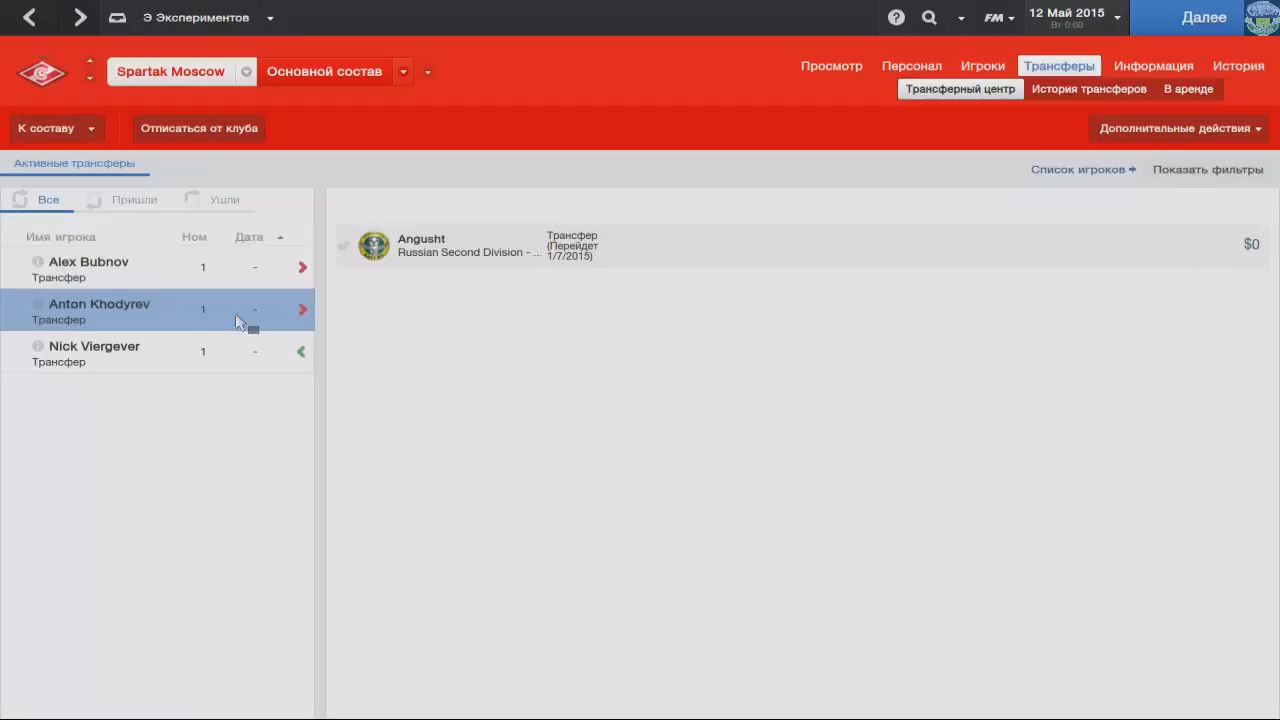 Э Экспериментов
FM
12 Май 2015
Вт 0:00
Далее
Spartak Moscow
Основной состав
Просмотр Персонал Игроки Трансферы Информация История
Трансферный центр История трансферов В аренде
К составу
Отписаться от клуба
Дополнительные действия
Активные трансферы
Список игроков
Показать фильтры
Все Пришли Ушли
Имя игрока Ном Дата
Alex Bubnov 1 -
Трансфер
Anton Khodyrev 1 -
Трансфер
Nick Viergever 1 -
Трансфер
Angusht
Russian Second Division - ...
Трансфер
(Перейдет
1/7/2015)
$0